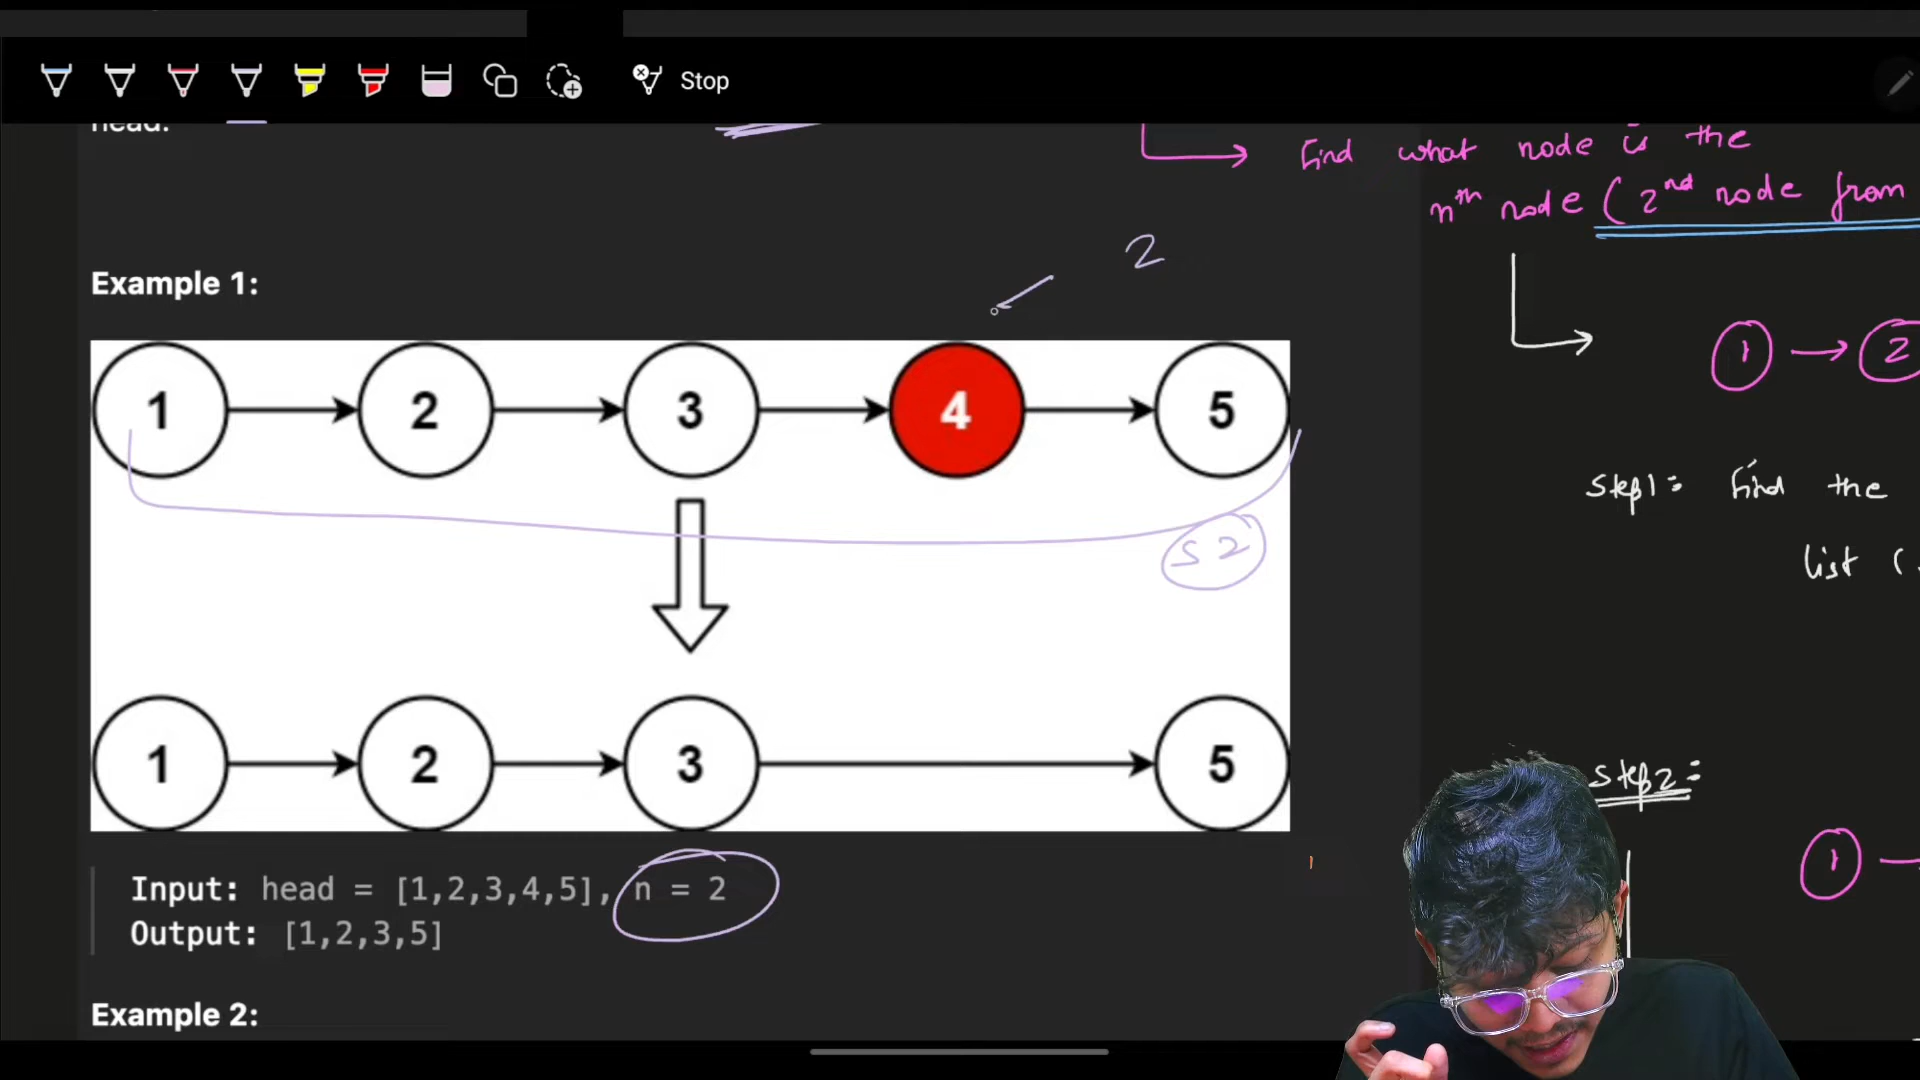 Stop
head.
find what node is the
nth node (2nd node from
2
Example 1:
1 2 3 4 5
1 2
step1: find the
52
list (
step2:
1 2 3 5
1
Input: head = [1,2,3,4,5], n = 2
Output: [1,2,3,5]
Example 2: